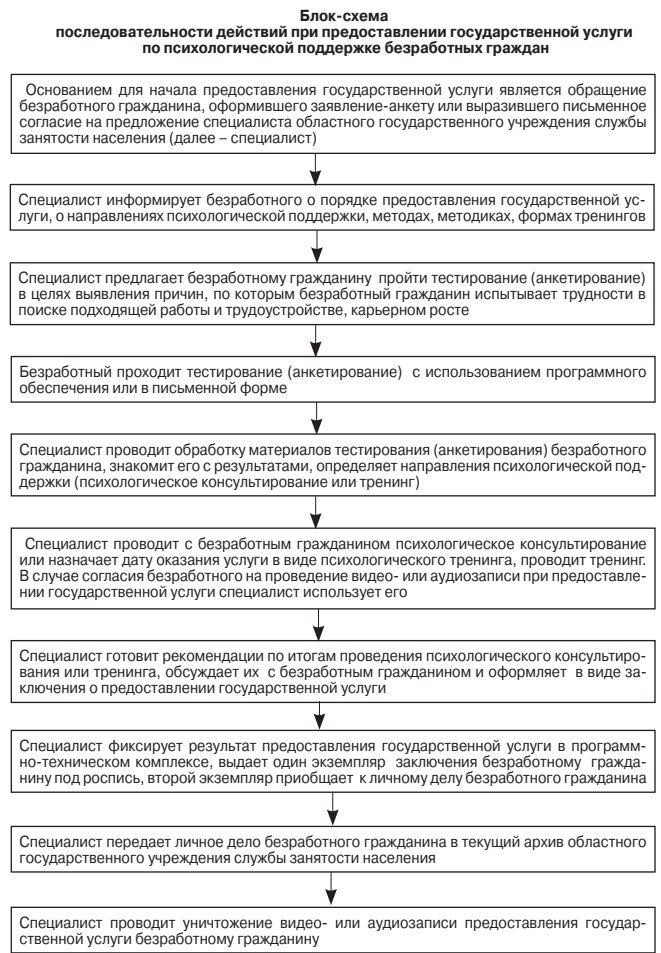 Блок-схема
последовательности действий при предоставлении государственной услуги
по психологической поддержке безработных граждан
Основанием для начала предоставления государственной услуги является обращение
безработного гражданина, оформившего заявление-анкету или выразившего письменное
согласие на предложение специалиста областного государственного учреждения службы
занятости населения (далее – специалист)
Специалист информирует безработного о порядке предоставления государственной ус-
луги, о направлениях психологической поддержки, методах, методиках, формах тренингов
Специалист предлагает безработному гражданину пройти тестирование (анкетирование)
в целях выявления причин, по которым безработный гражданин испытывает трудности в
поиске подходящей работы и трудоустройстве, карьерном росте
Безработный проходит тестирование (анкетирование) с использованием программного
обеспечения или в письменной форме
Специалист проводит обработку материалов тестирования (анкетирования) безработного
гражданина, знакомит его с результатами, определяет направления психологической под-
держки (психологическое консультирование или тренинг)
Специалист проводит с безработным гражданином психологическое консультирование
или назначает дату оказания услуги в виде психологического тренинга, проводит тренинг.
В случае согласия безработного на проведение видео- или аудиозаписи при предоставле-
нии государственной услуги специалист использует его
Специалист готовит рекомендации по итогам проведения психологического консультиро-
вания или тренинга, обсуждает их с безработным гражданином и оформляет в виде за-
ключения о предоставлении государственной услуги
Специалист фиксирует результат предоставления государственной услуги в программ-
но-техническом комплексе, выдает один экземпляр заключения безработному гражда-
нину под роспись, второй экземпляр приобщает к личному делу безработного гражданина
Специалист передает личное дело безработного гражданина в текущий архив областного
государственного учреждения службы занятости населения
Специалист проводит уничтожение видео- или аудиозаписи предоставления государ-
ственной услуги безработному гражданину